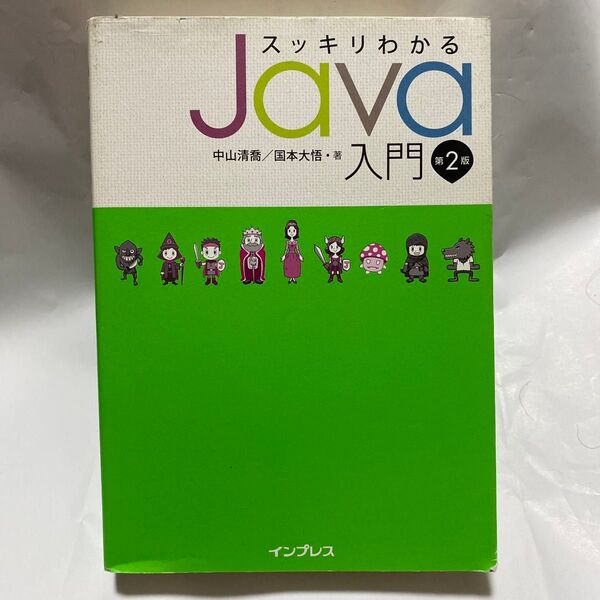 スッキリわかる
Java
中山清喬／国本大悟・著
入門 第2版
インプレス